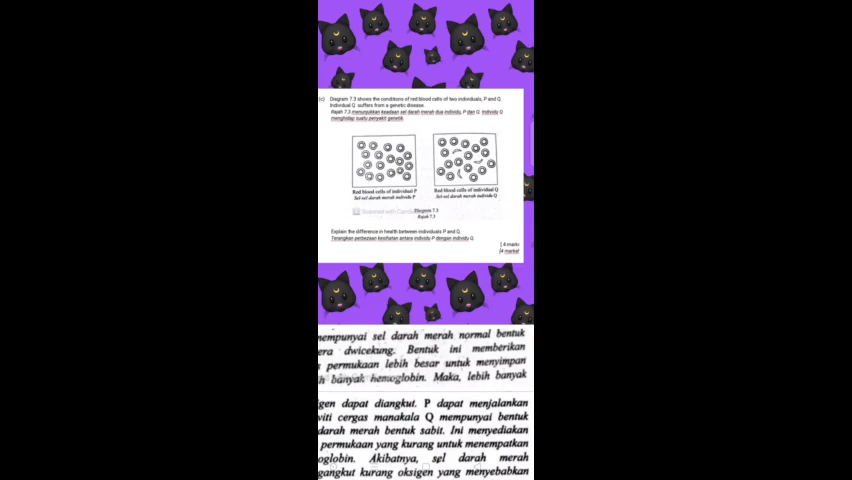 (c) Diagram 7.3 shows the conditions of red blood cells of two individuals, P and Q.
Individual Q suffers from a genetic disease.
Rajah 7.3 menunjukkan keadaan sel darah merah dua individu, P dan Q. Individu Q
menghidap suatu penyakit genetik.
Red blood cells of individual P
Sel-sel darah merah individu P
Red blood cells of individual Q
Sel-sel darah merah individu Q
Scanned with
Diagram 7.3
Rajah 7.3
Explain the difference in health between individuals P and Q.
Terangkan perbezaan kesihatan antara individu P dengan individu Q.
[4 marks
[4 markah
mempunyai sel darah merah normal bentuk
dwicekung. Bentuk ini memberikan
permukaan lebih besar untuk menyimpan
banyak hemoglobin. Maka, lebih banyak
dapat diangkut. P dapat menjalankan
cergas manakala Q mempunyai bentuk
darah merah bentuk sabit. Ini menyediakan
permukaan yang kurang untuk menempatkan
Akibatnya, sel darah merah
kurang oksigen yang menyebabkan